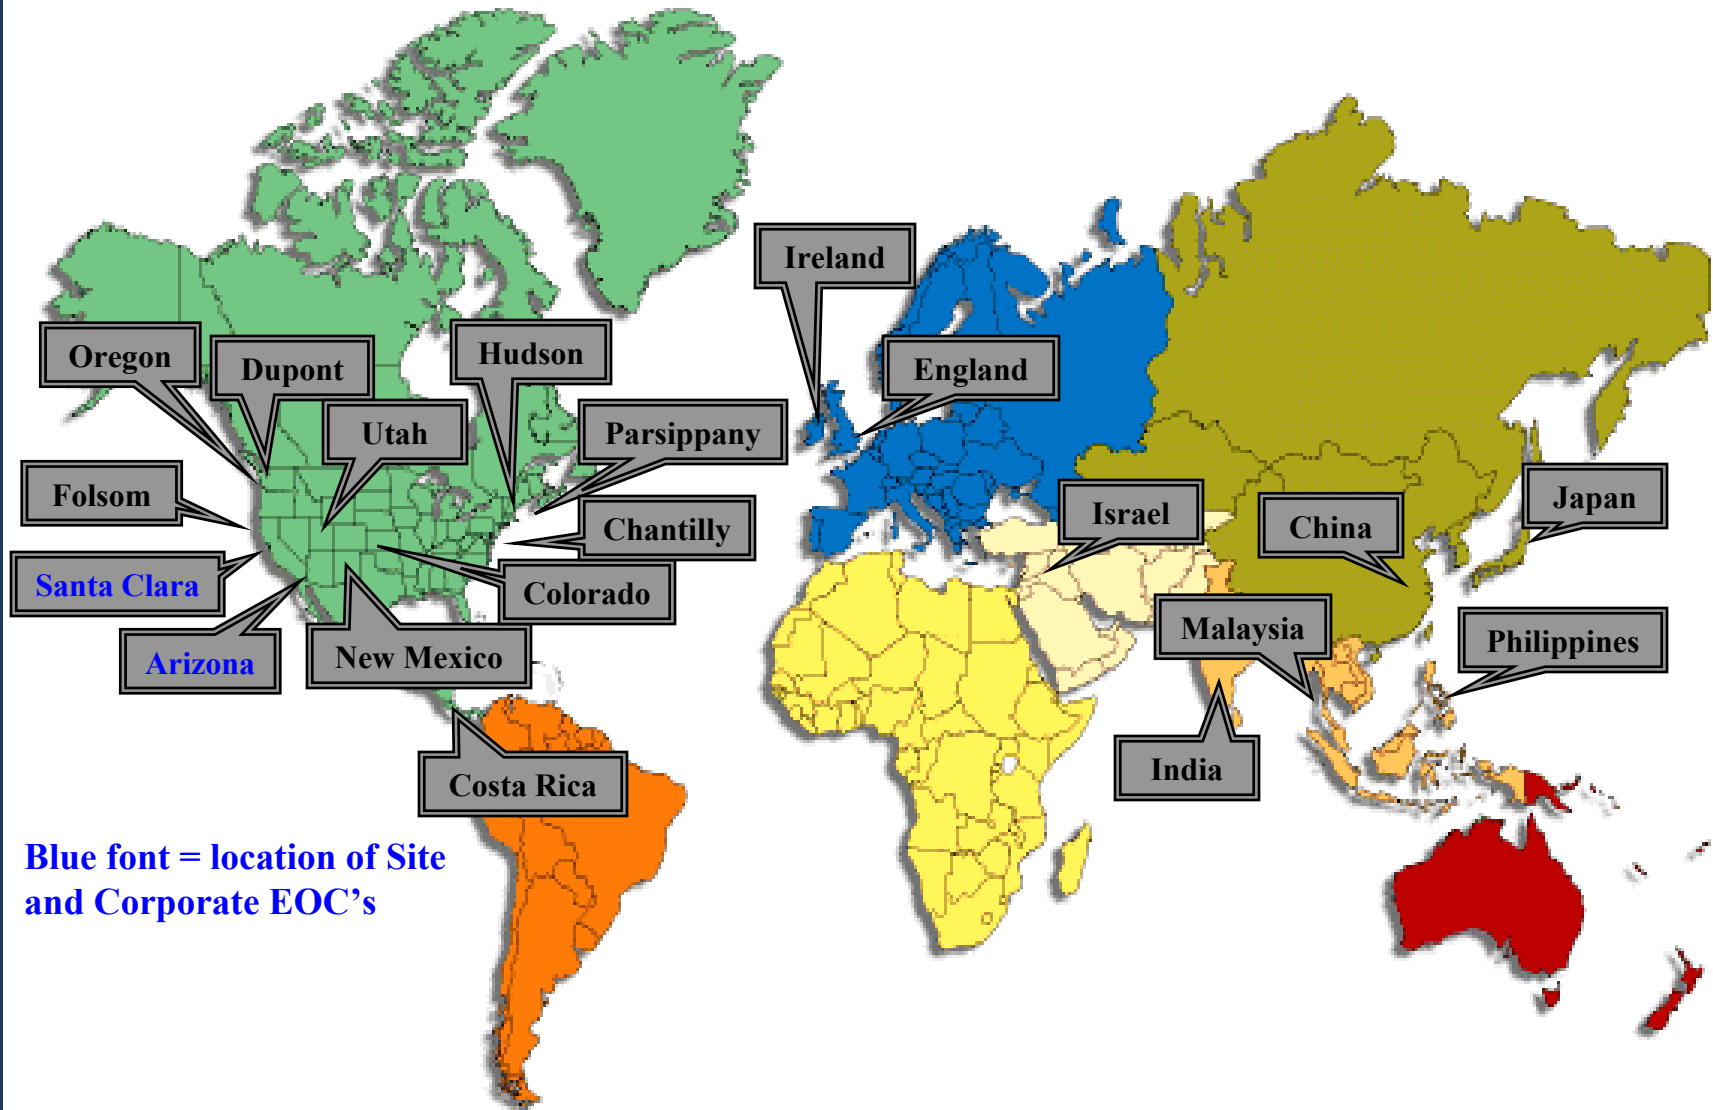 Ireland
Oregon
Dupont
Hudson
England
Utah
Parsippany
Folsom
Chantilly
Israel
China
Japan
Santa Clara
Colorado
Arizona
New Mexico
Malaysia
Philippines
Costa Rica
India
Blue font = location of Site
and Corporate EOC’s